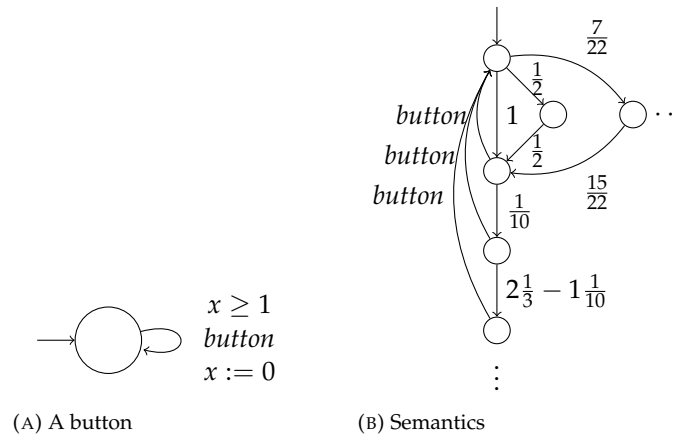 7/22
1/2
button
1
1/2
button
button
15/22
1/10
2 1/3 − 1 1/10
x ≥ 1
button
x := 0
(A) A button
(B) Semantics